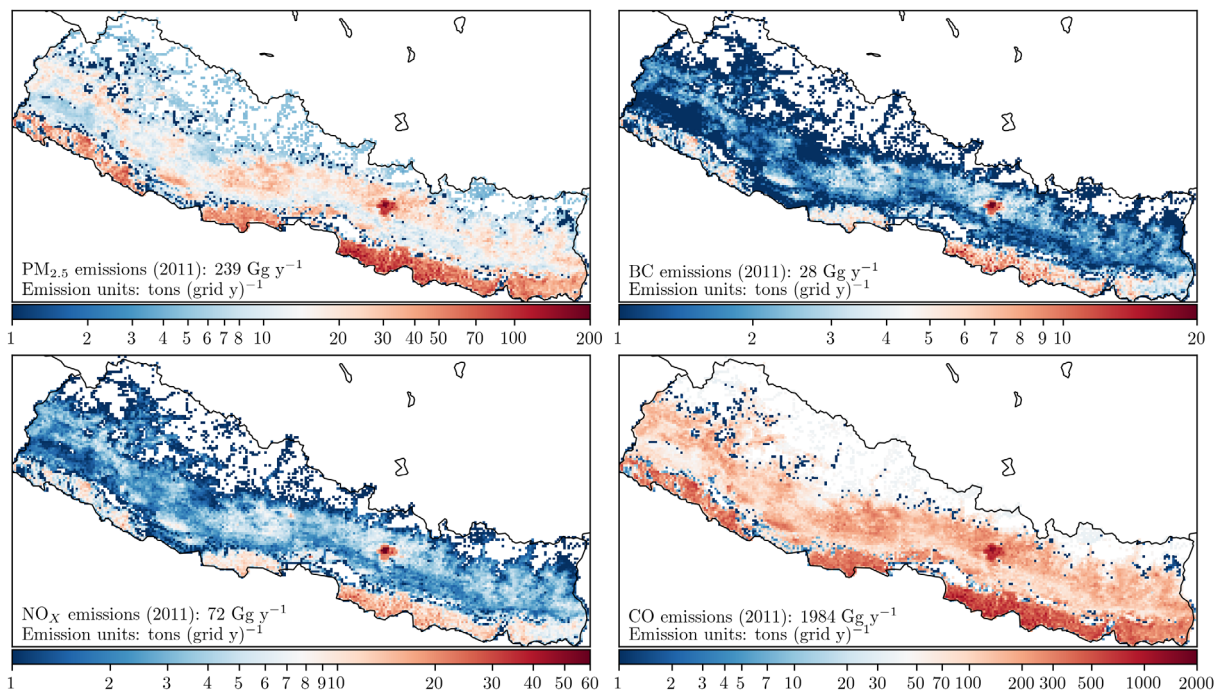 PM2.5 emissions (2011): 239 Gg y−1
Emission units: tons (grid y)−1
1 2 3 4 5 6 7 8 10 20 30 40 50 70 100 200
BC emissions (2011): 28 Gg y−1
Emission units: tons (grid y)−1
1 2 3 4 5 6 7 8 9 10 20
NOX emissions (2011): 72 Gg y−1
Emission units: tons (grid y)−1
1 2 3 4 5 6 7 8 910 20 30 40 50 60
CO emissions (2011): 1984 Gg y−1
Emission units: tons (grid y)−1
1 2 3 4 5 7 10 20 30 50 70 100 200 300 500 1000 2000